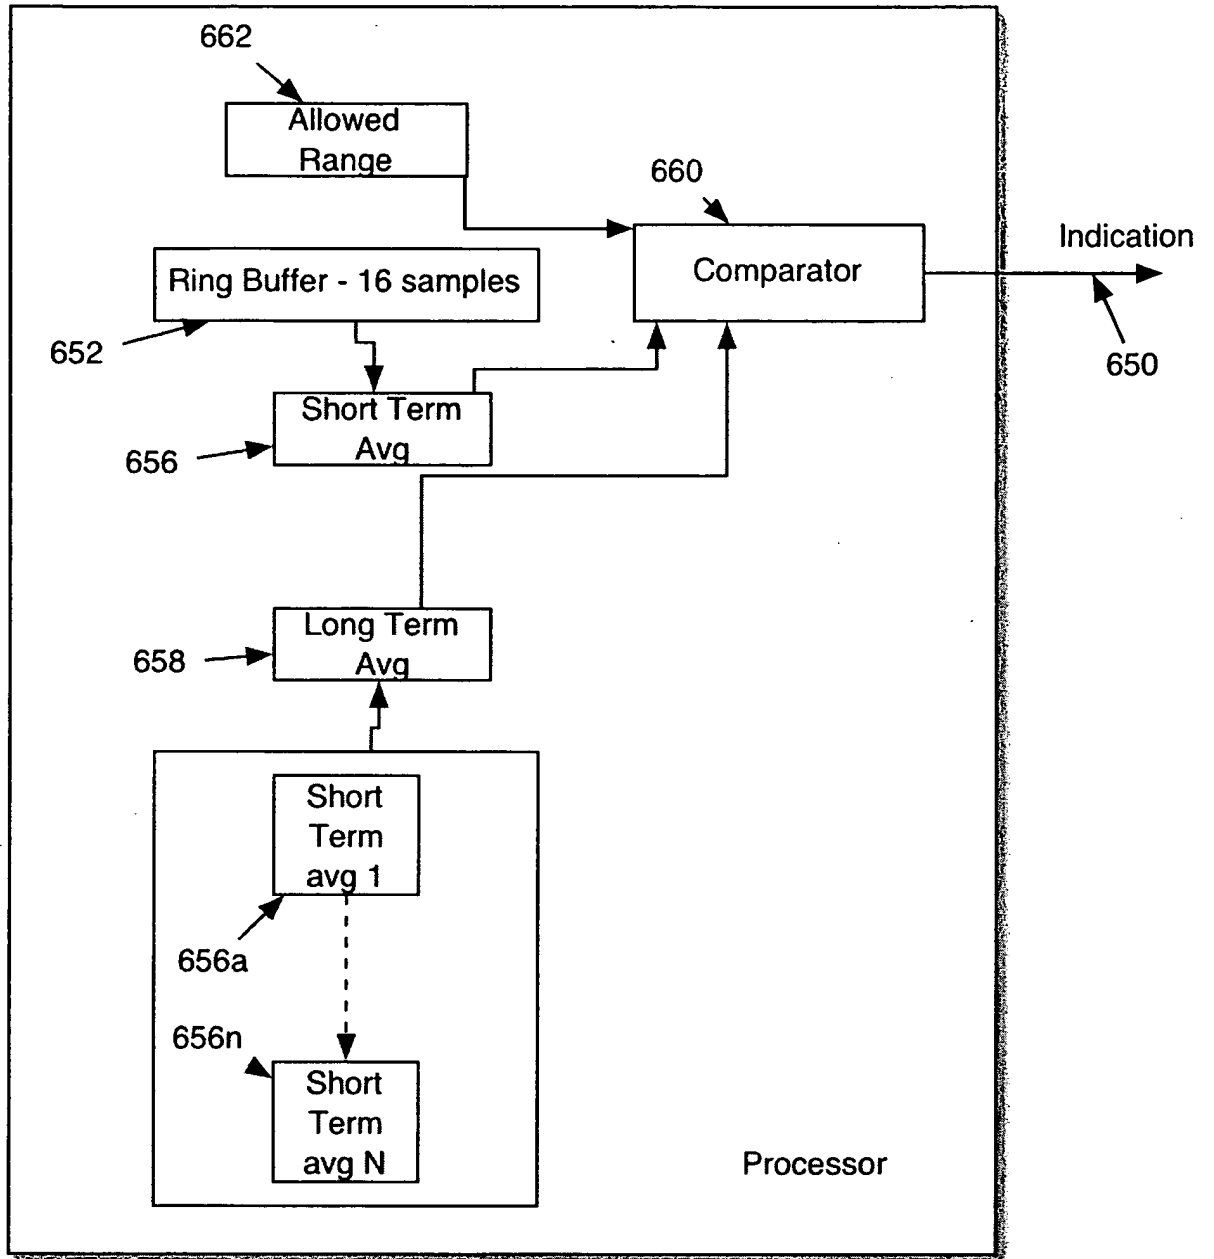 662
Allowed
Range
660
Indication
Comparator
Ring Buffer - 16 samples
652
650
Short Term
Avg
656
Long Term
Avg
658
Short
Term
avg 1
656a
656n
Short
Term
avg N
Processor